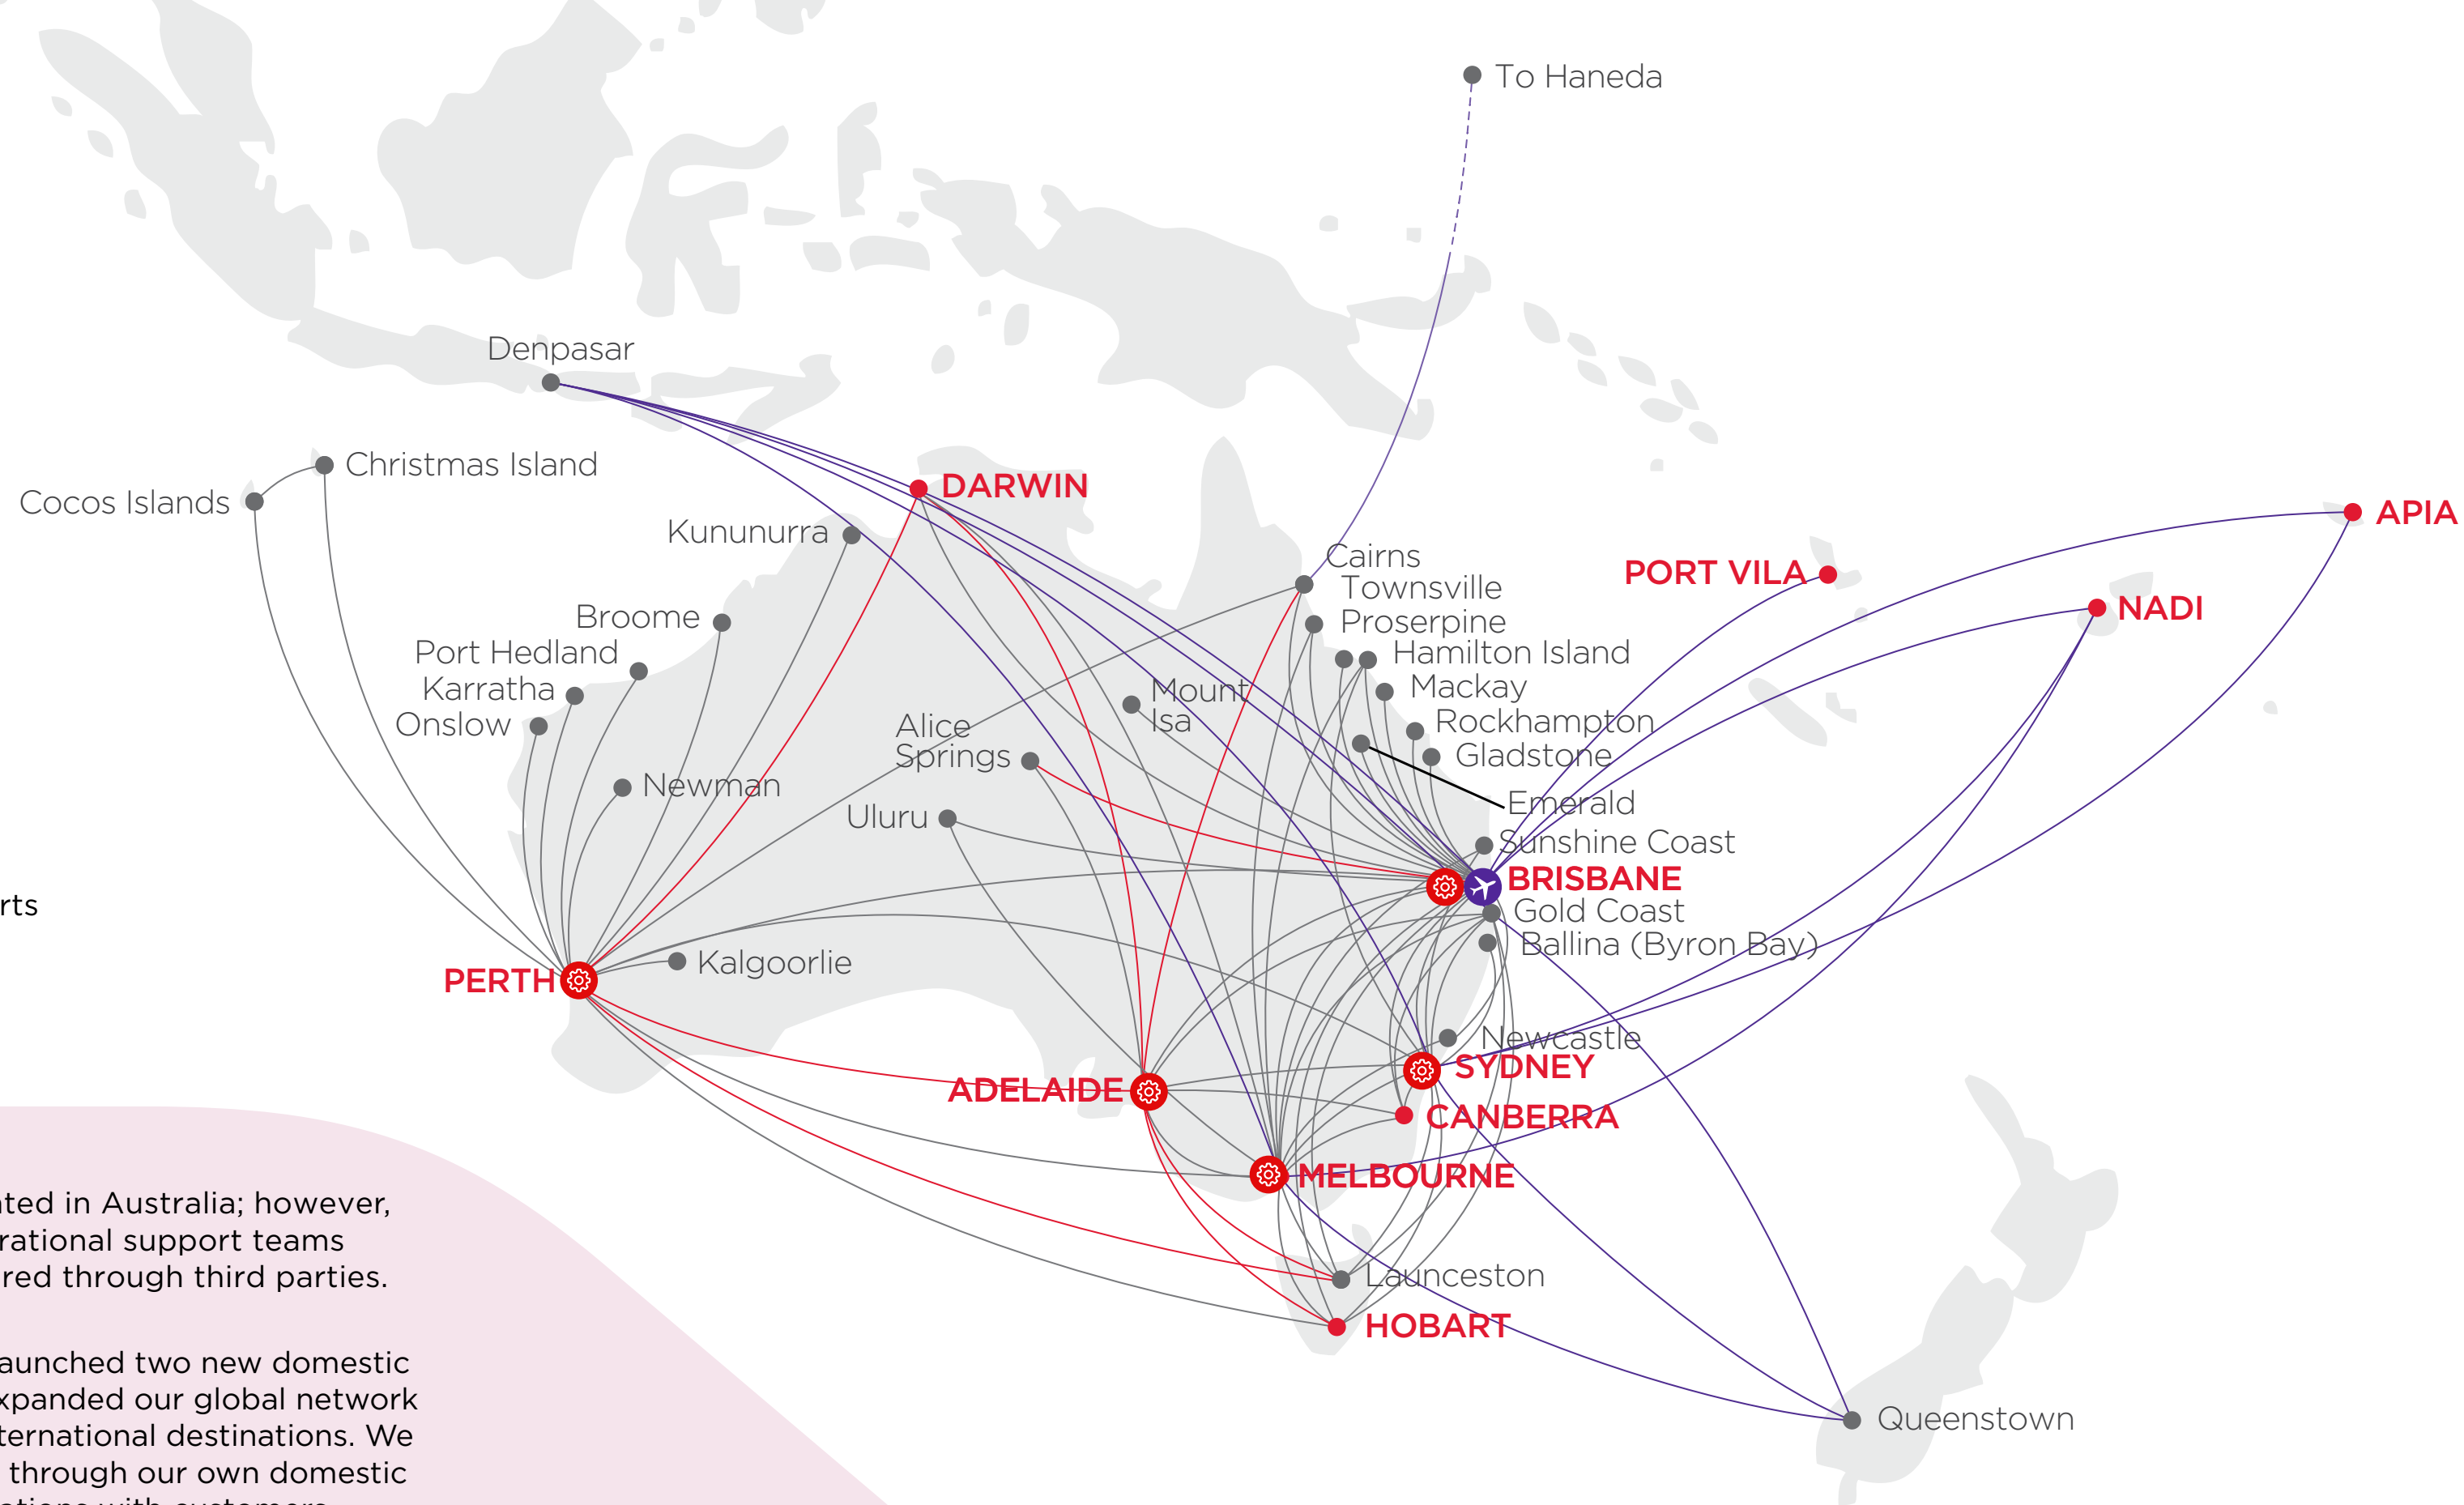 To Haneda
Denpasar
Christmas Island
Cocos Islands
DARWIN
Kununurra
APIA
Cairns
PORT VILA
Townsville
NADI
Broome
Proserpine
Port Hedland
Hamilton Island
Karratha
Mount
Isa
Mackay
Onslow
Alice
Springs
Rockhampton
Gladstone
Newman
Emerald
Uluru
Sunshine Coast
BRISBANE
rts
Gold Coast
Ballina (Byron Bay)
Kalgoorlie
PERTH
Newcastle
SYDNEY
ADELAIDE
CANBERRA
MELBOURNE
Launceston
HOBART
Queenstown
ated in Australia; however,
rational support teams
red through third parties.
aunched two new domestic
xpanded our global network
ternational destinations. We
through our own domestic
ations with customers